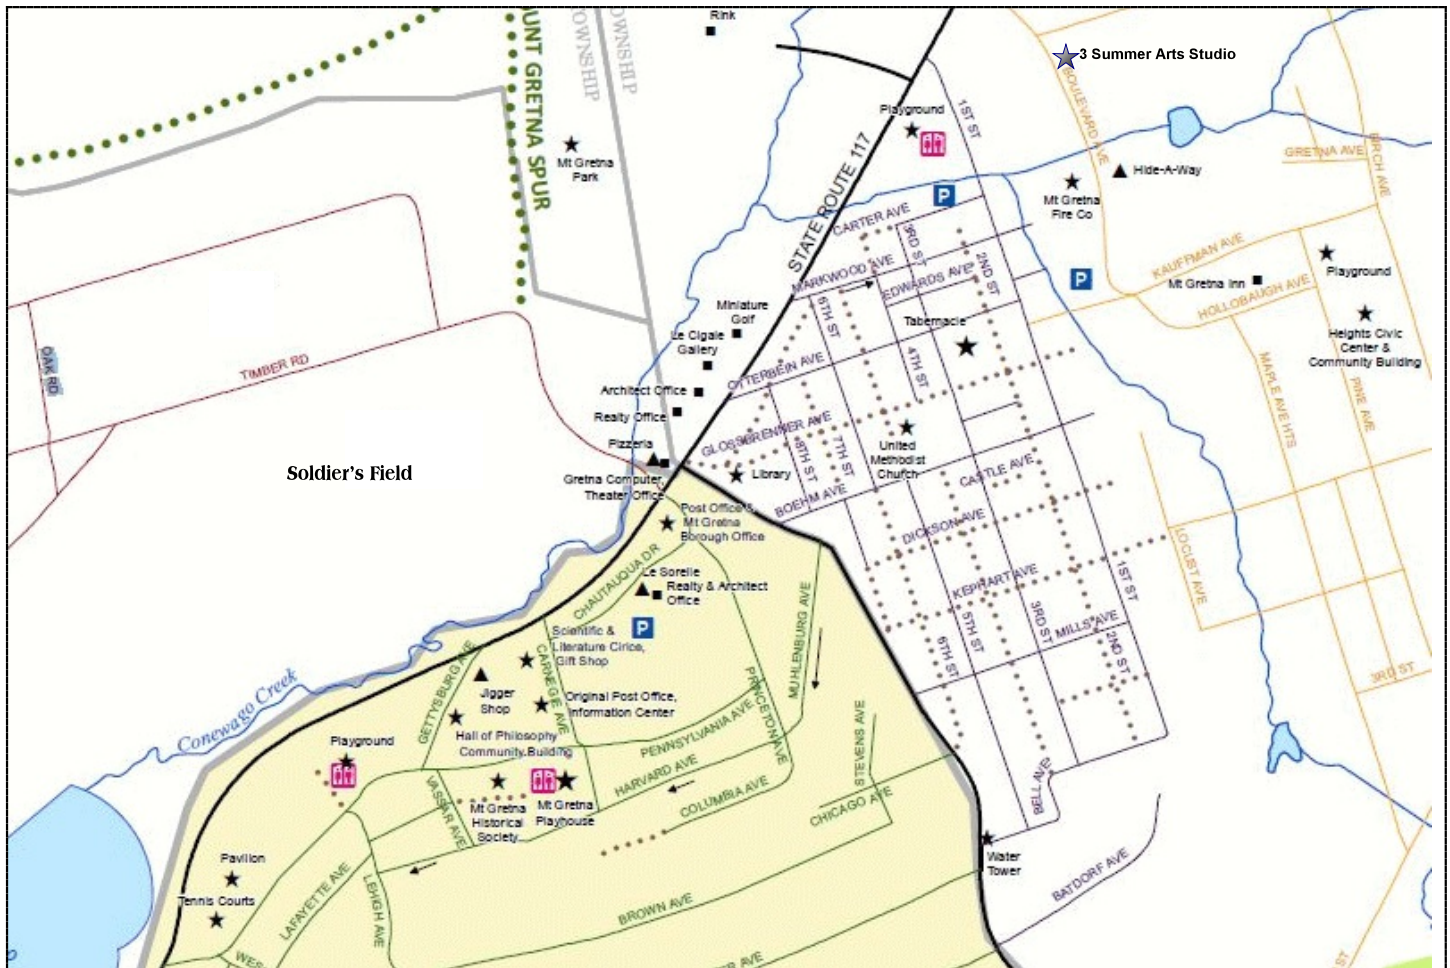 Rink
3 Summer Arts Studio
OUNT GRETNA SPUR
TOWNSHIP
OWNSHIP
BOULEVARD AVE
1ST ST
Playground
STATE ROUTE 117
Mt Gretna
Park
GRETNA AVE
BIRCH AVE
Hide-A-Way
Mt Gretna
Fire Co
P
CARTER AVE
3RD ST
MARKWOOD AVE
EDWARDS AVE
2ND ST
KAUFFMAN AVE
P
Mt Gretna Inn
HOLLOBAUGH AVE
Playground
Miniature
Golf
6TH ST
Tabernacle
Le Cigale
Gallery
Heights Civic
Center &
Community Building
OAK RD
TIMBER RD
OTTERBEIN AVE
4TH ST
MAPLE AVE HTS
PINE AVE
Architect Office
Realty Office
Pizzeria
GLOSSBRENNER AVE
8TH ST
7TH ST
United
Methodist
Church
Library
CASTLE AVE
Soldier's Field
Gretna Computer,
Theater Office
BOEHM AVE
Post Office &
Mt Gretna
Borough Office
DICKSON AVE
LOCUST AVE
CHAUTAUQUA DR
Le Sorelle
Realty & Architect
Office
KEPHART AVE
1ST ST
P
MUHLENBURG AVE
3RD ST
MILLS AVE
5TH ST
6TH ST
2ND ST
Scientific &
Literature Cirlce,
Gift Shop
CARNEGIE AVE
GETTYSBURG AVE
Jigger
Shop
Original Post Office,
Information Center
PRINCETON AVE
3RD ST
Conewago Creek
Hall of Philosophy
Community Building
PENNSYLVANIA AVE
STEVENS AVE
Playground
HARVARD AVE
COLUMBIA AVE
CHICAGO AVE
BELL AVE
VASSAR AVE
Mt Gretna
Historical
Society
Mt Gretna
Playhouse
Water
Tower
BATDORF AVE
Pavilion
Tennis Courts
LAFAYETTE AVE
LEHIGH AVE
BROWN AVE
WES
ER AVE
ST